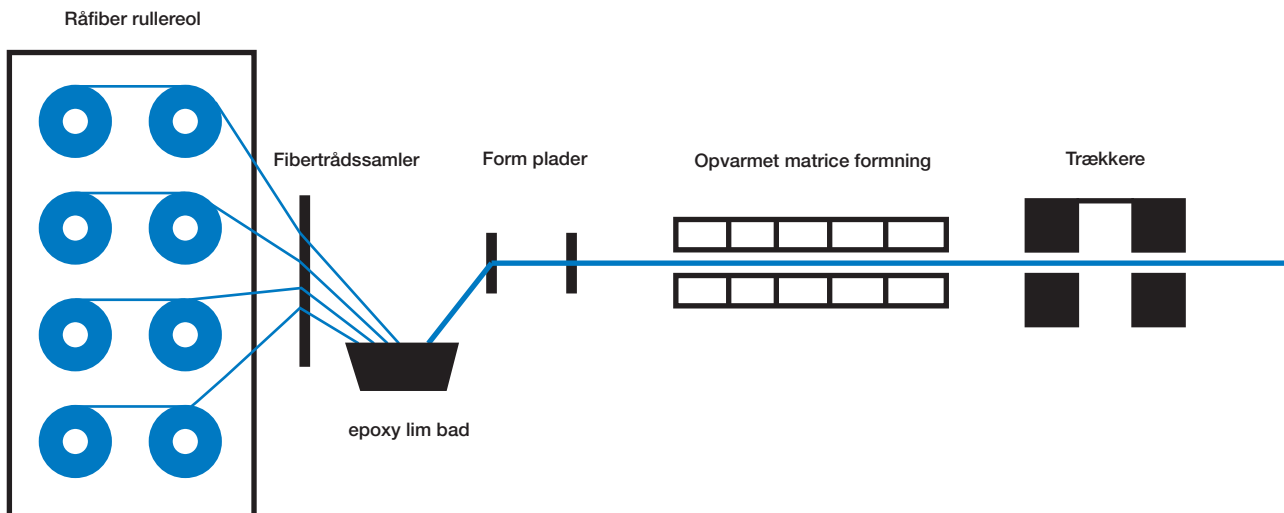 Råfiber rullereol
Fibertrådssamler
Form plader
Opvarmet matrice formning
Trækkere
epoxy lim bad